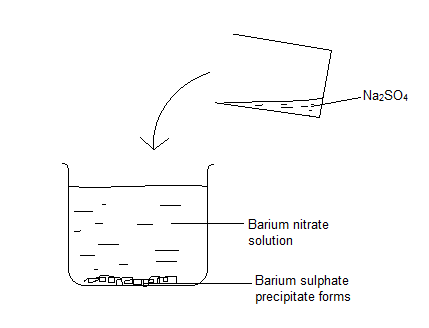 Na₂SO₄
Barium nitrate
solution
Barium sulphate
precipitate forms